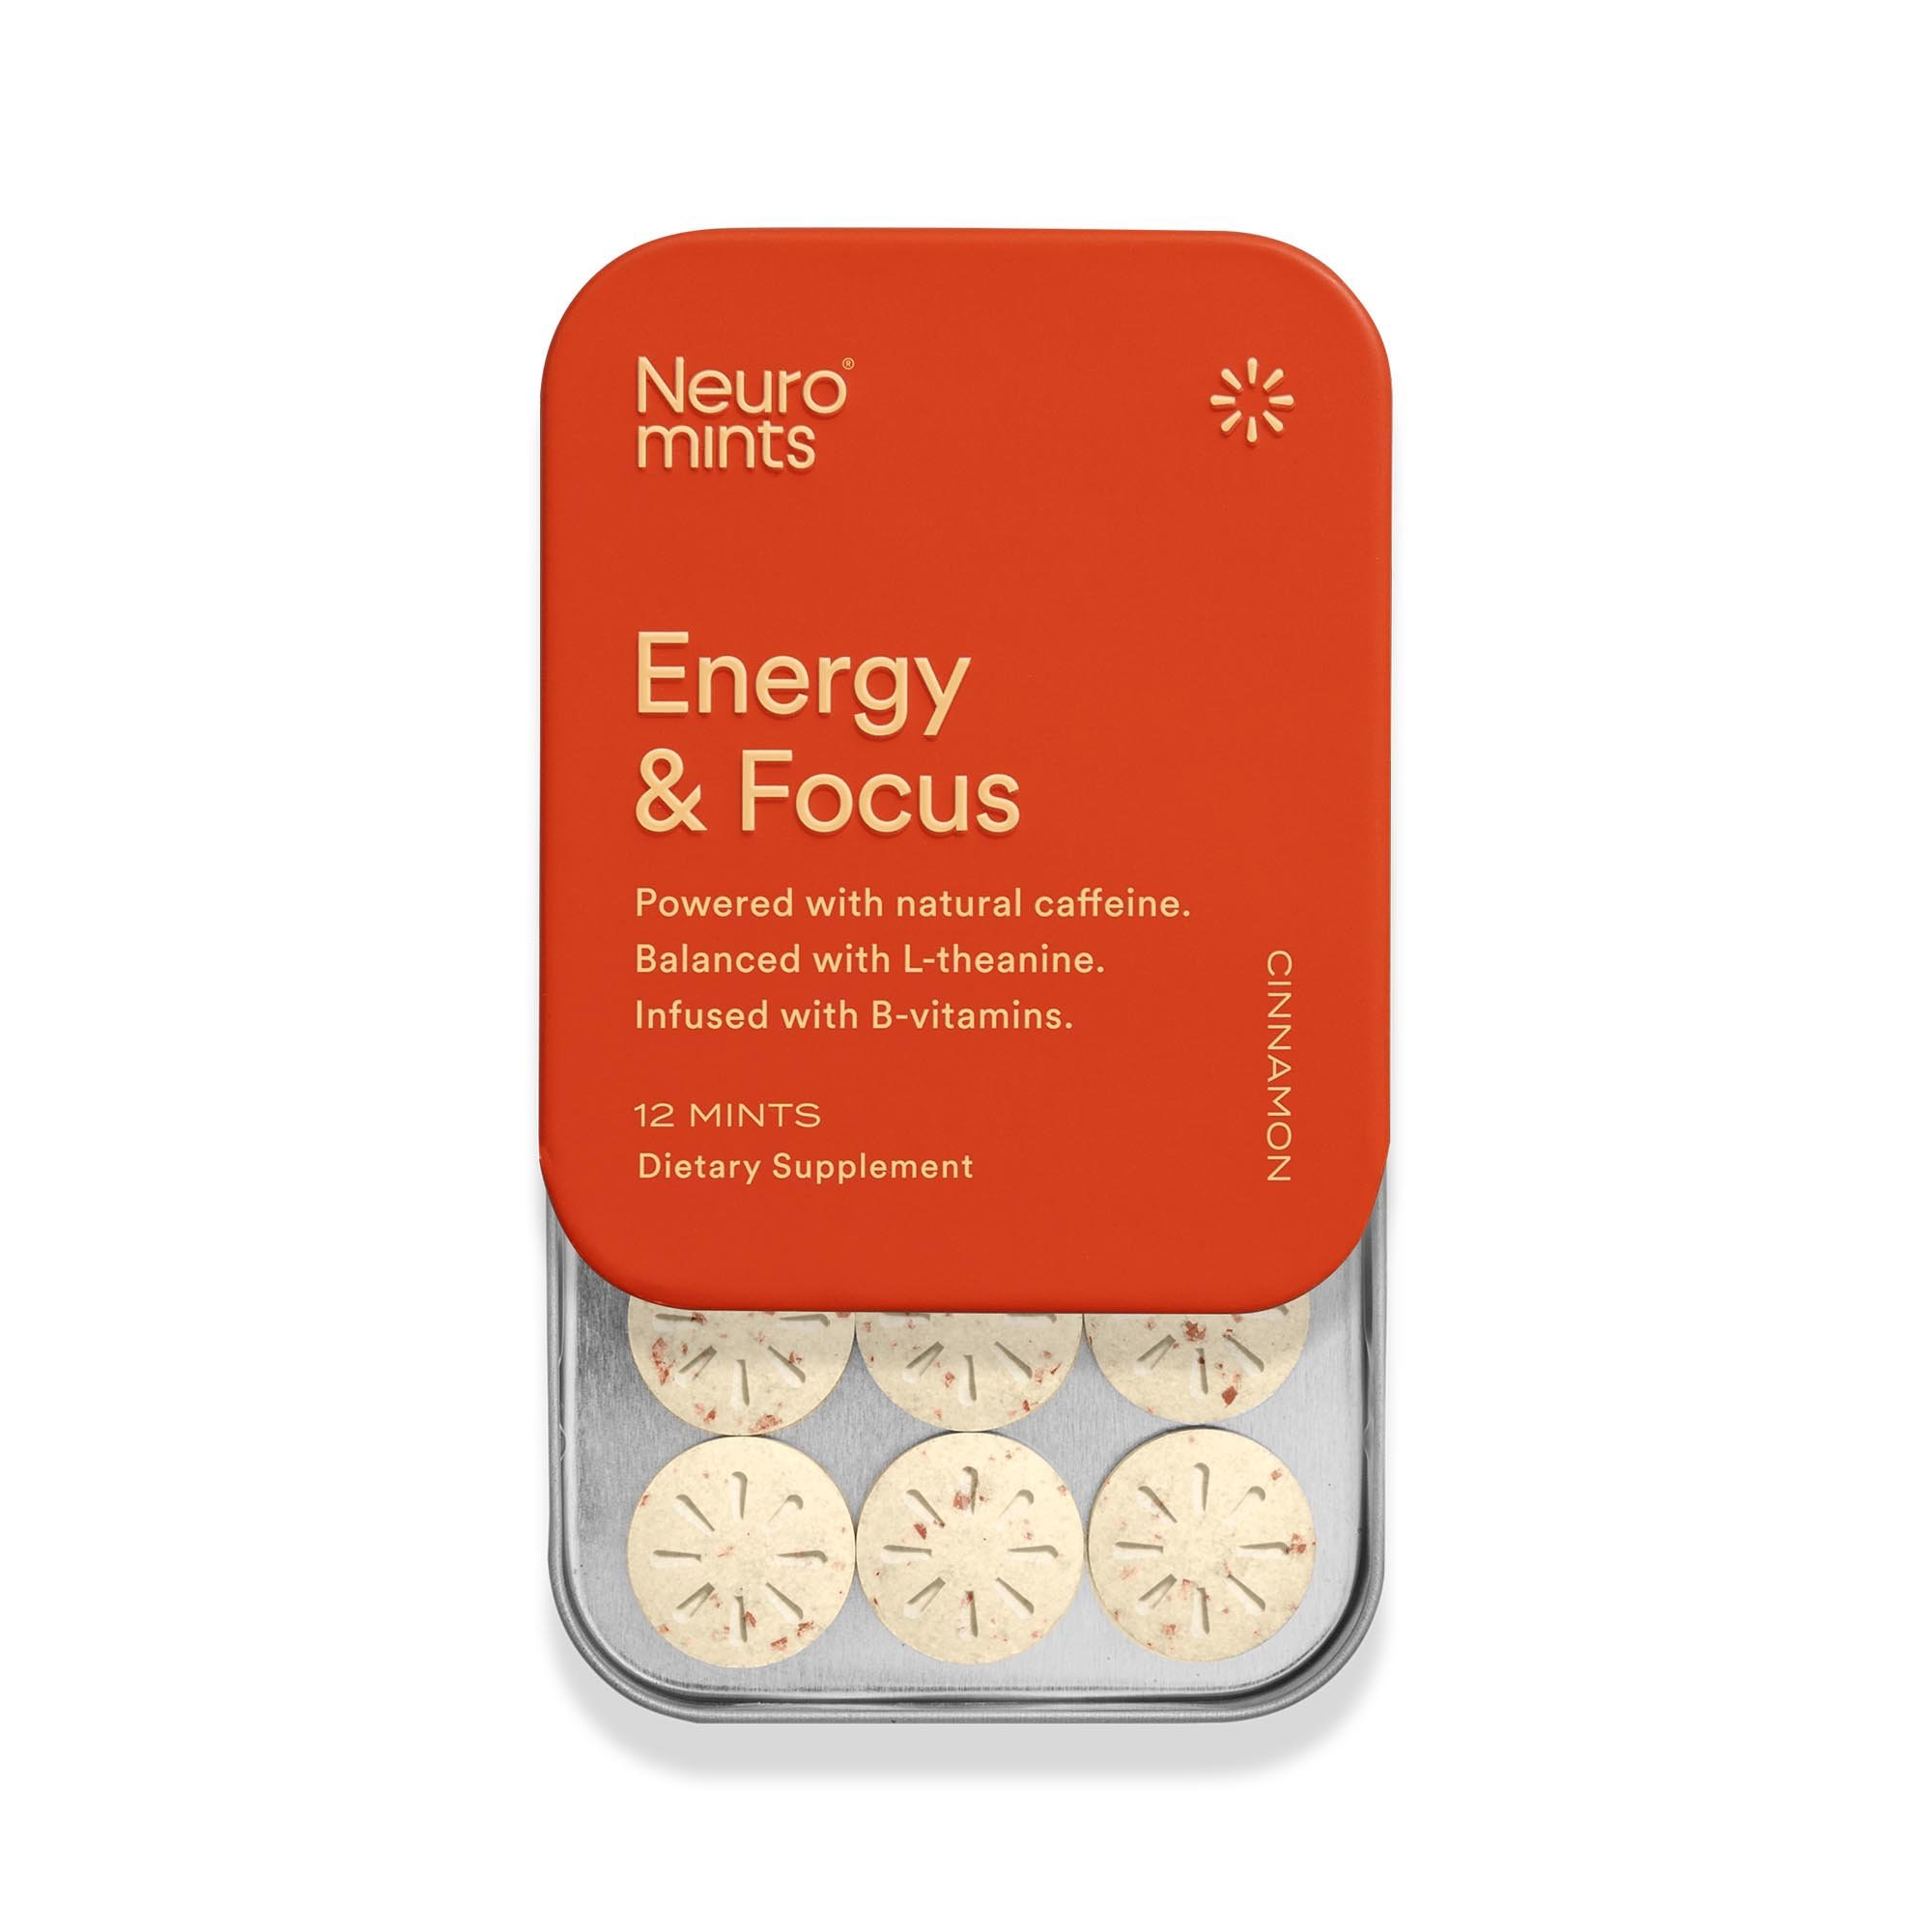 Neuro®
mints
Energy
& Focus
Powered with natural caffeine.
Balanced with L-theanine.
Infused with B-vitamins.
12 MINTS
Dietary Supplement
CINNAMON